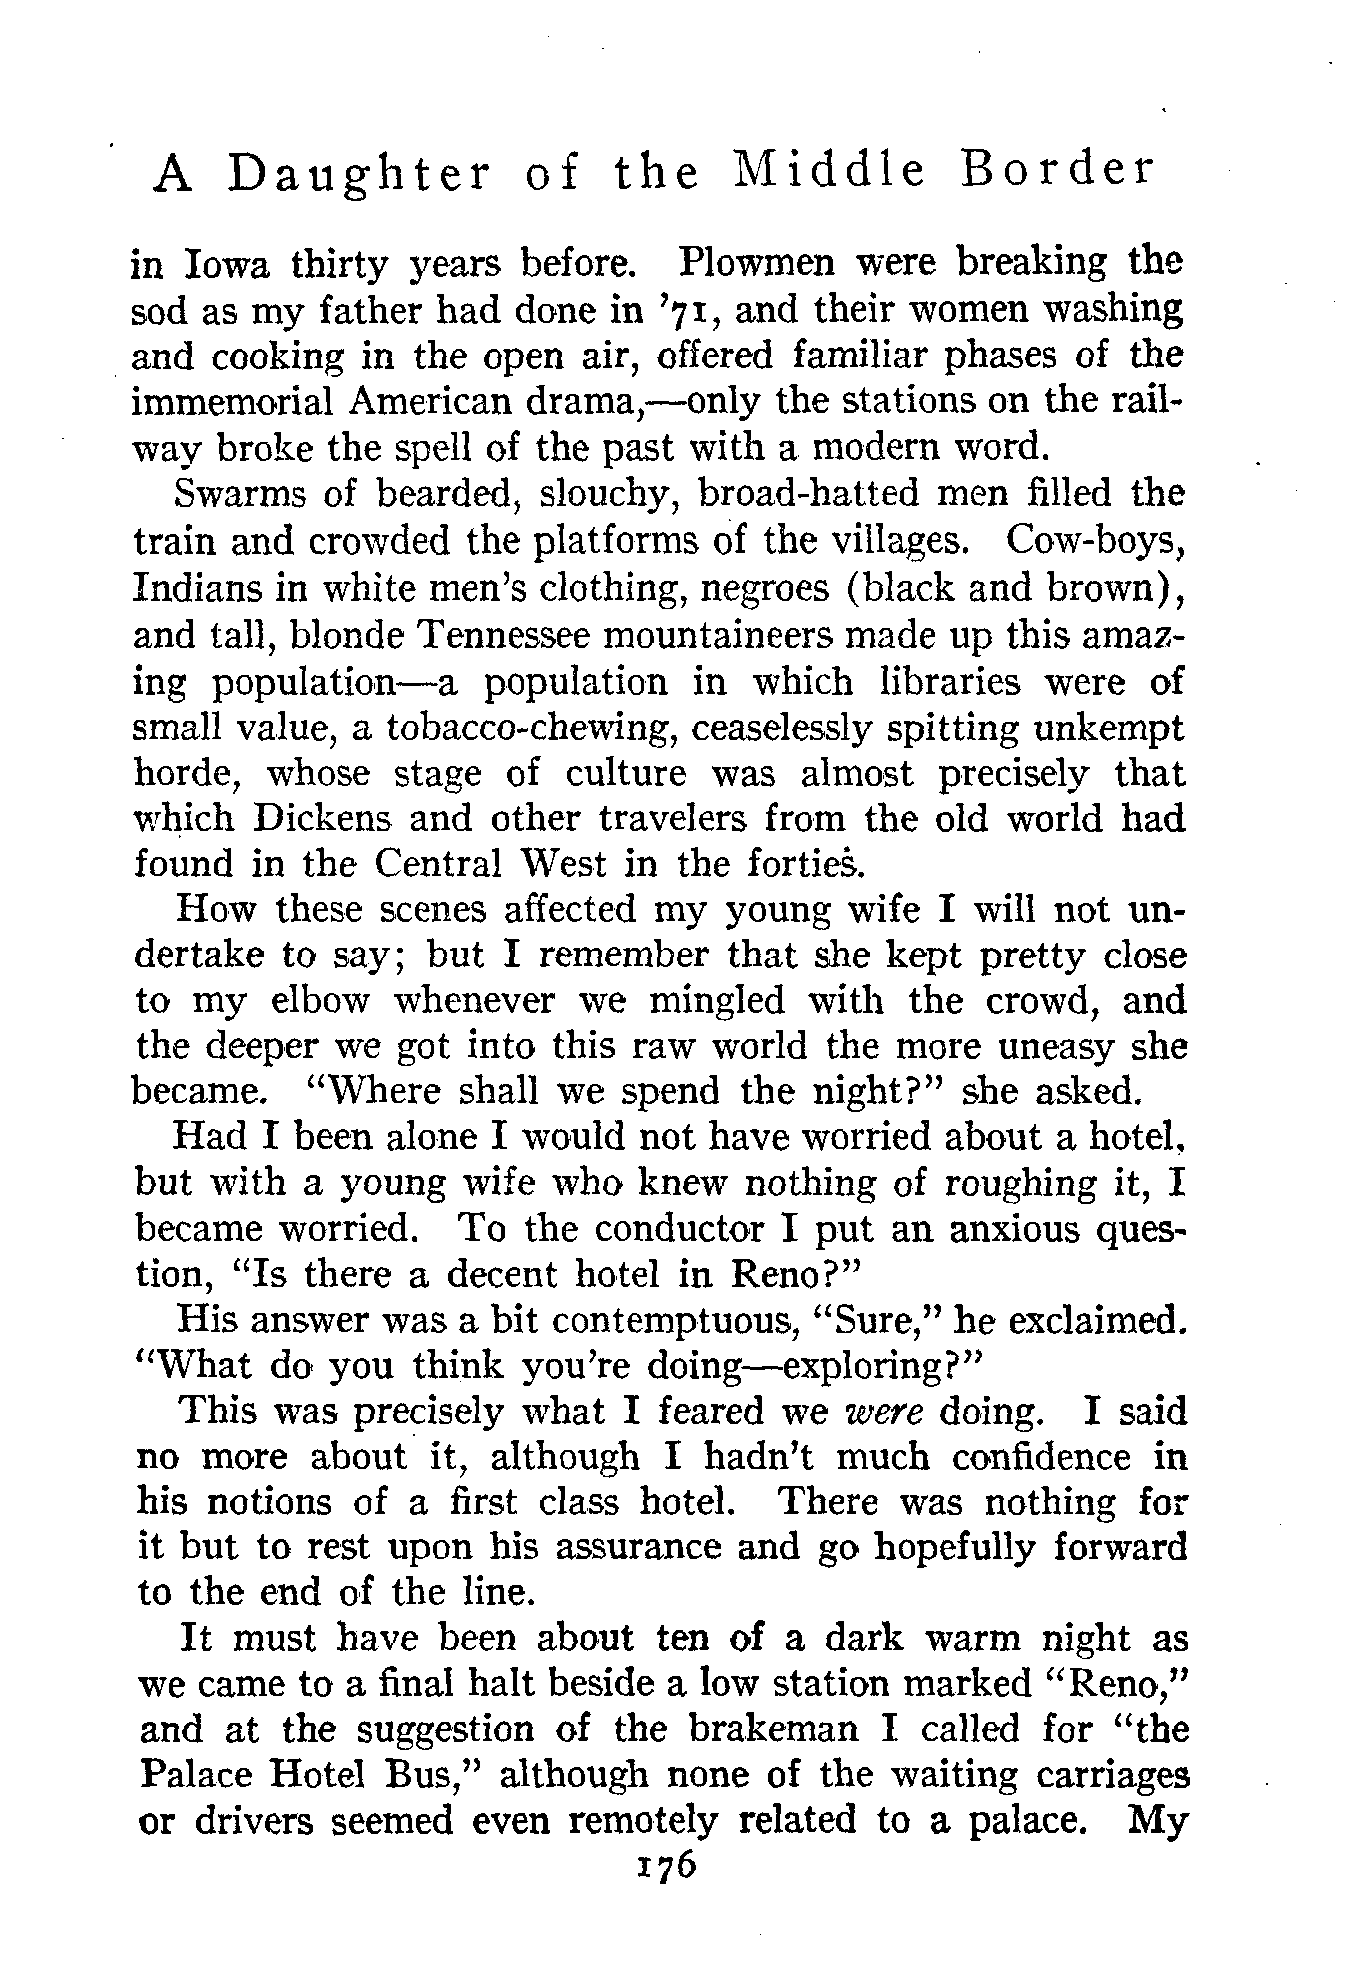 A Daughter of the Middle Border
in Iowa thirty years before. Plowmen were breaking the
sod as my father had done in ’71, and their women washing
and cooking in the open air, offered familiar phases of the
immemorial American drama,—only the stations on the rail-
way broke the spell of the past with a modern word.
Swarms of bearded, slouchy, broad-hatted men filled the
train and crowded the platforms of the villages. Cow-boys,
Indians in white men’s clothing, negroes (black and brown),
and tall, blonde Tennessee mountaineers made up this amaz-
ing population—a population in which libraries were of
small value, a tobacco-chewing, ceaselessly spitting unkempt
horde, whose stage of culture was almost precisely that
which Dickens and other travelers from the old world had
found in the Central West in the forties.
How these scenes affected my young wife I will not un-
dertake to say; but I remember that she kept pretty close
to my elbow whenever we mingled with the crowd, and
the deeper we got into this raw world the more uneasy she
became. “Where shall we spend the night?” she asked.
Had I been alone I would not have worried about a hotel,
but with a young wife who knew nothing of roughing it, I
became worried. To the conductor I put an anxious ques-
tion, “Is there a decent hotel in Reno?”
His answer was a bit contemptuous, “Sure,” he exclaimed.
“What do you think you’re doing—exploring?”
This was precisely what I feared we were doing. I said
no more about it, although I hadn’t much confidence in
his notions of a first class hotel. There was nothing for
it but to rest upon his assurance and go hopefully forward
to the end of the line.
It must have been about ten of a dark warm night as
we came to a final halt beside a low station marked “Reno,”
and at the suggestion of the brakeman I called for “the
Palace Hotel Bus,” although none of the waiting carriages
or drivers seemed even remotely related to a palace. My
176